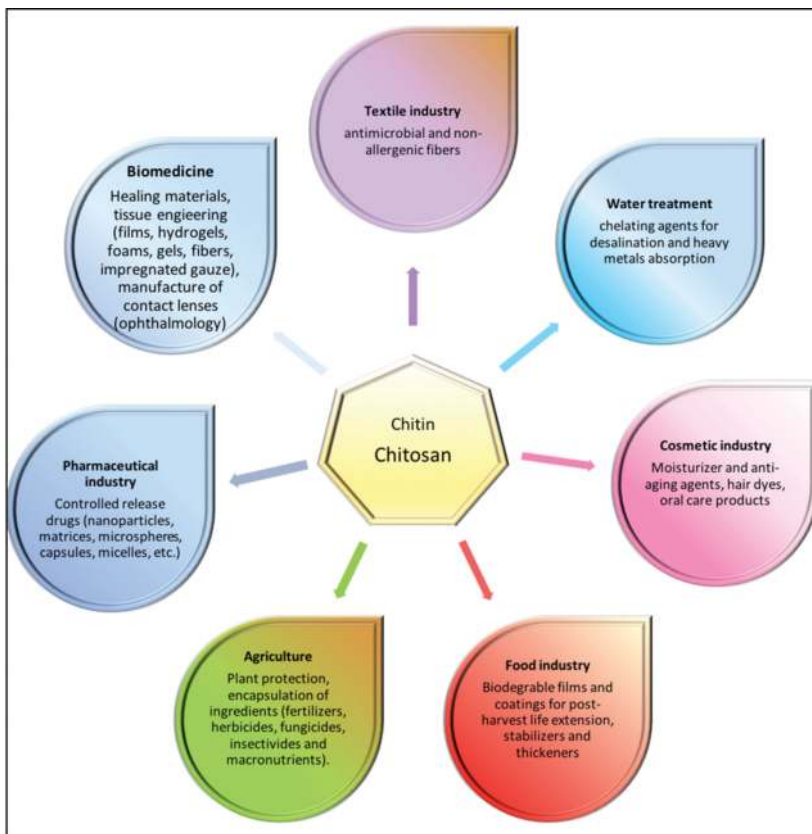 Textile industry
antimicrobial and non-
allergenic fibers
Biomedicine
Healing materials,
tissue engieering
(films, hydrogels,
foams, gels, fibers,
impregnated gauze),
manufacture of
contact lenses
(ophthalmology)
Water treatment
chelating agents for
desalination and heavy
metals absorption
Chitin
Chitosan
Pharmaceutical
industry
Controlled release
drugs (nanoparticles,
matrices, microspheres,
capsules, micelles, etc.)
Cosmetic industry
Moisturizer and anti-
aging agents, hair dyes,
oral care products
Agriculture
Plant protection,
encapsulation of
ingredients (fertilizers,
herbicides, fungicides,
insectivides and
macronutrients).
Food industry
Biodegrable films and
coatings for post-
harvest life extension,
stabilizers and
thickeners